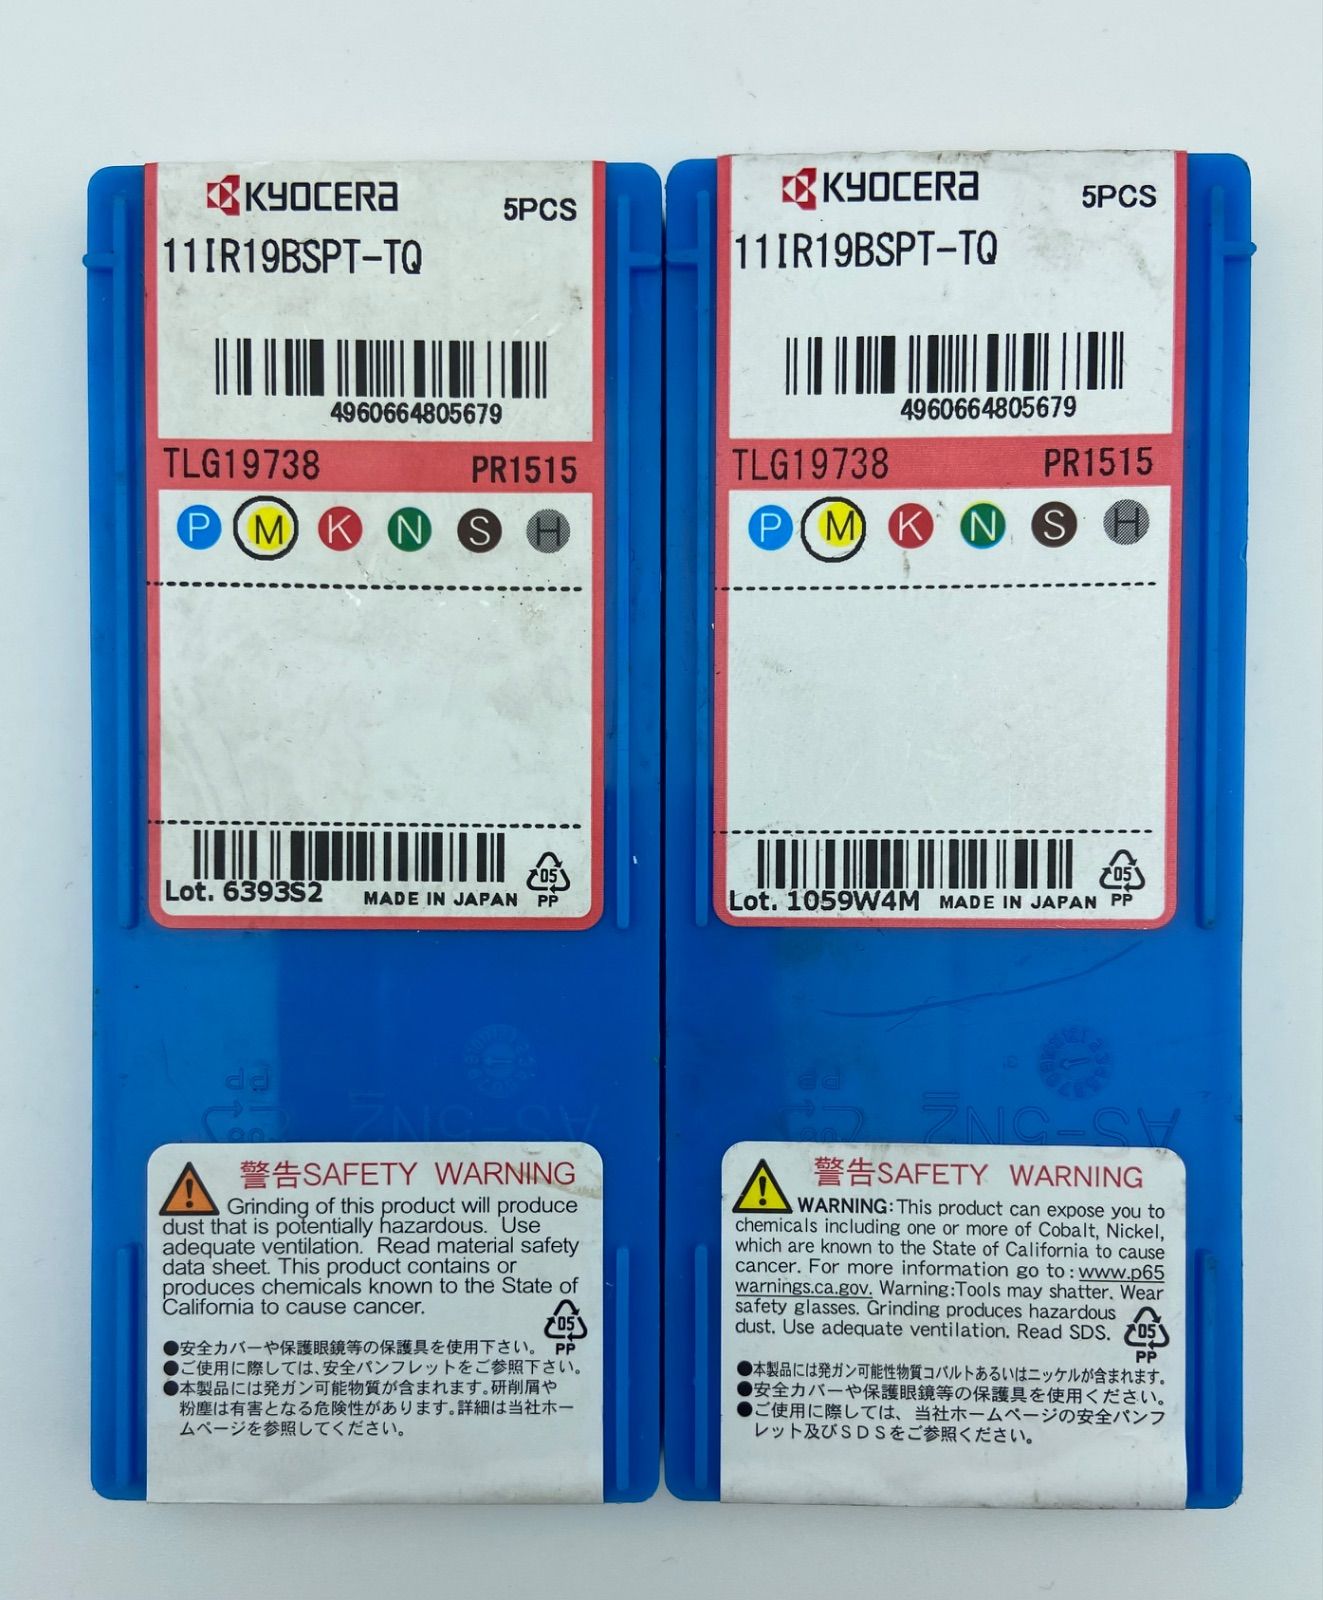 KYOCERA
5PCS
11IR19BSPT-TQ
4960664805679
TLG19738 PR1515
P M K N S H
Lot. 6393S2 MADE IN JAPAN
05
PP
警告SAFETY WARNING
Grinding of this product will produce
dust that is potentially hazardous. Use
adequate ventilation. Read material safety
data sheet. This product contains or
produces chemicals known to the State of
California to cause cancer.
05
PP
●安全カバーや保護眼鏡等の保護具を使用下さい。
●ご使用に際しては、安全パンフレットをご参照下さい。
●本製品には発ガン可能物質が含まれます。研削屑や
粉塵は有害となる危険性があります。詳細は当社ホー
ムページを参照してください。
KYOCERA
5PCS
11IR19BSPT-TQ
4960664805679
TLG19738 PR1515
P M K N S H
Lot. 1059W4M MADE IN JAPAN
05
PP
AS-5N2
警告SAFETY WARNING
WARNING: This product can expose you to
chemicals including one or more of Cobalt, Nickel,
which are known to the State of California to cause
cancer. For more information go to : www.p65
warnings.ca.gov. Warning:Tools may shatter. Wear
safety glasses. Grinding produces hazardous
dust. Use adequate ventilation. Read SDS.
05
PP
●本製品には発ガン可能性物質コバルトあるいはニッケルが含まれます。
●安全カバーや保護眼鏡等の保護具を使用ください。
●ご使用に際しては、当社ホームページの安全パンフ
レット及びSDSをご参照ください。